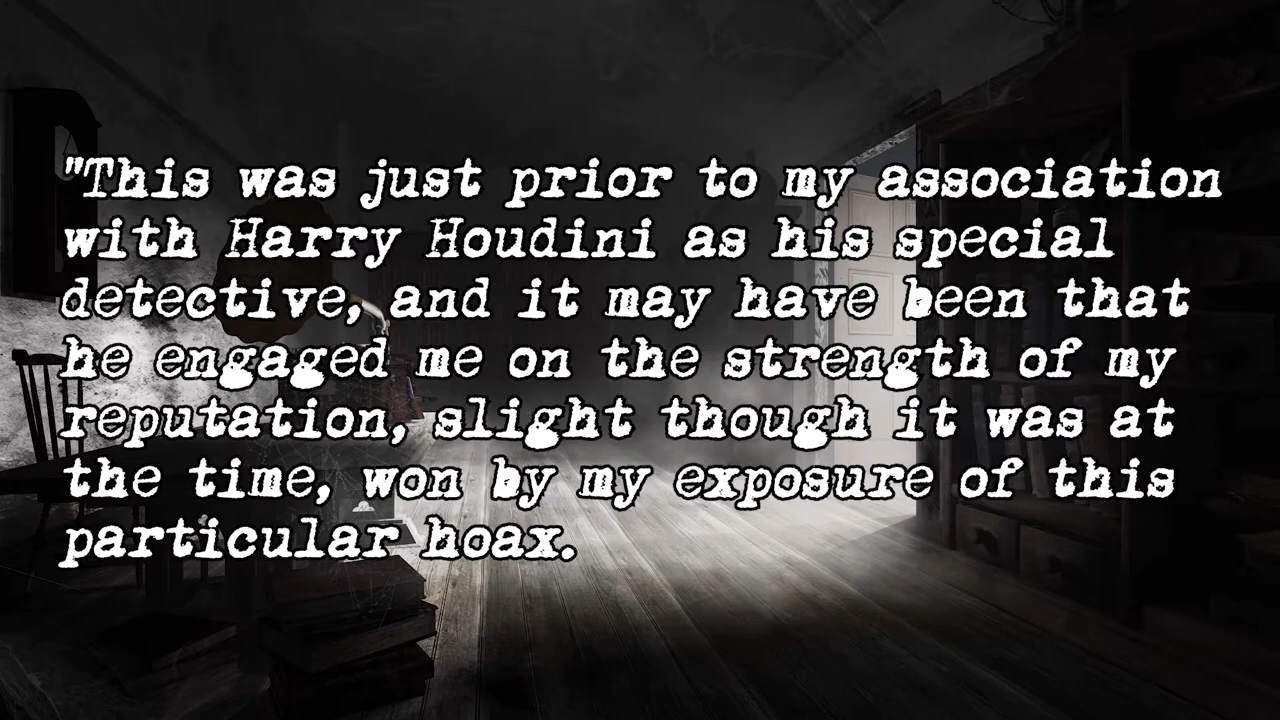 "This was just prior to my association
with Harry Houdini as his special
detective, and it may have been that
he engaged me on the strength of my
reputation, slight though it was at
the time, won by my exposure of this
particular hoax.